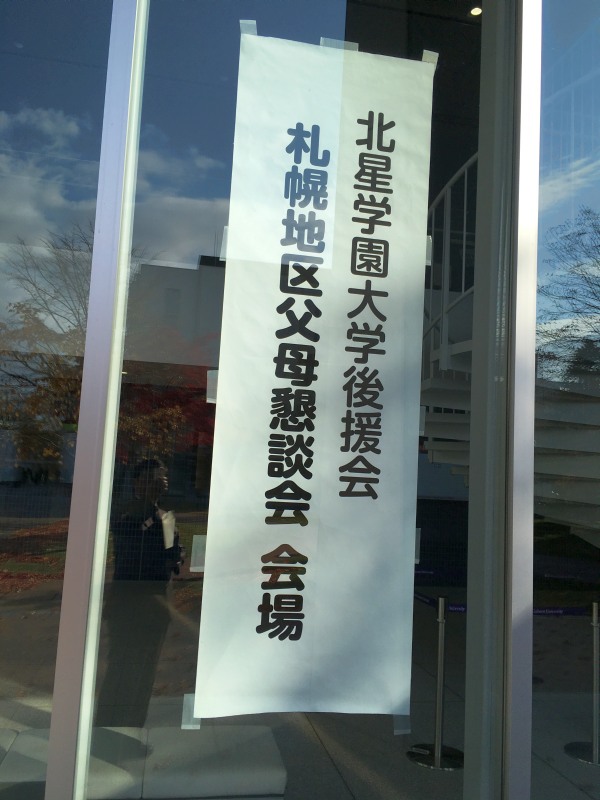 北星学園大学後援会
札幌地区父母懇談会 会場